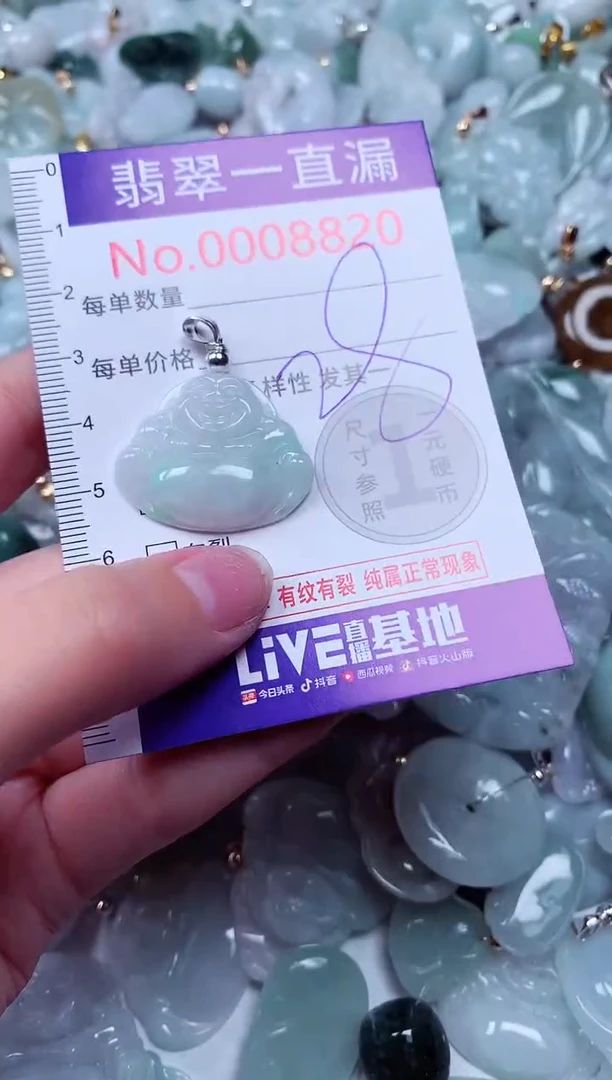 翡翠一直漏
No.0008820
0
1
2
3
4
5
6
每单数量
每单价格
样性 发其一
28
尺寸参照
1
一元硬币
有纹有裂 纯属正常现象
LiVE直播基地
头条 今日头条 抖音 西瓜视频 抖音火山版